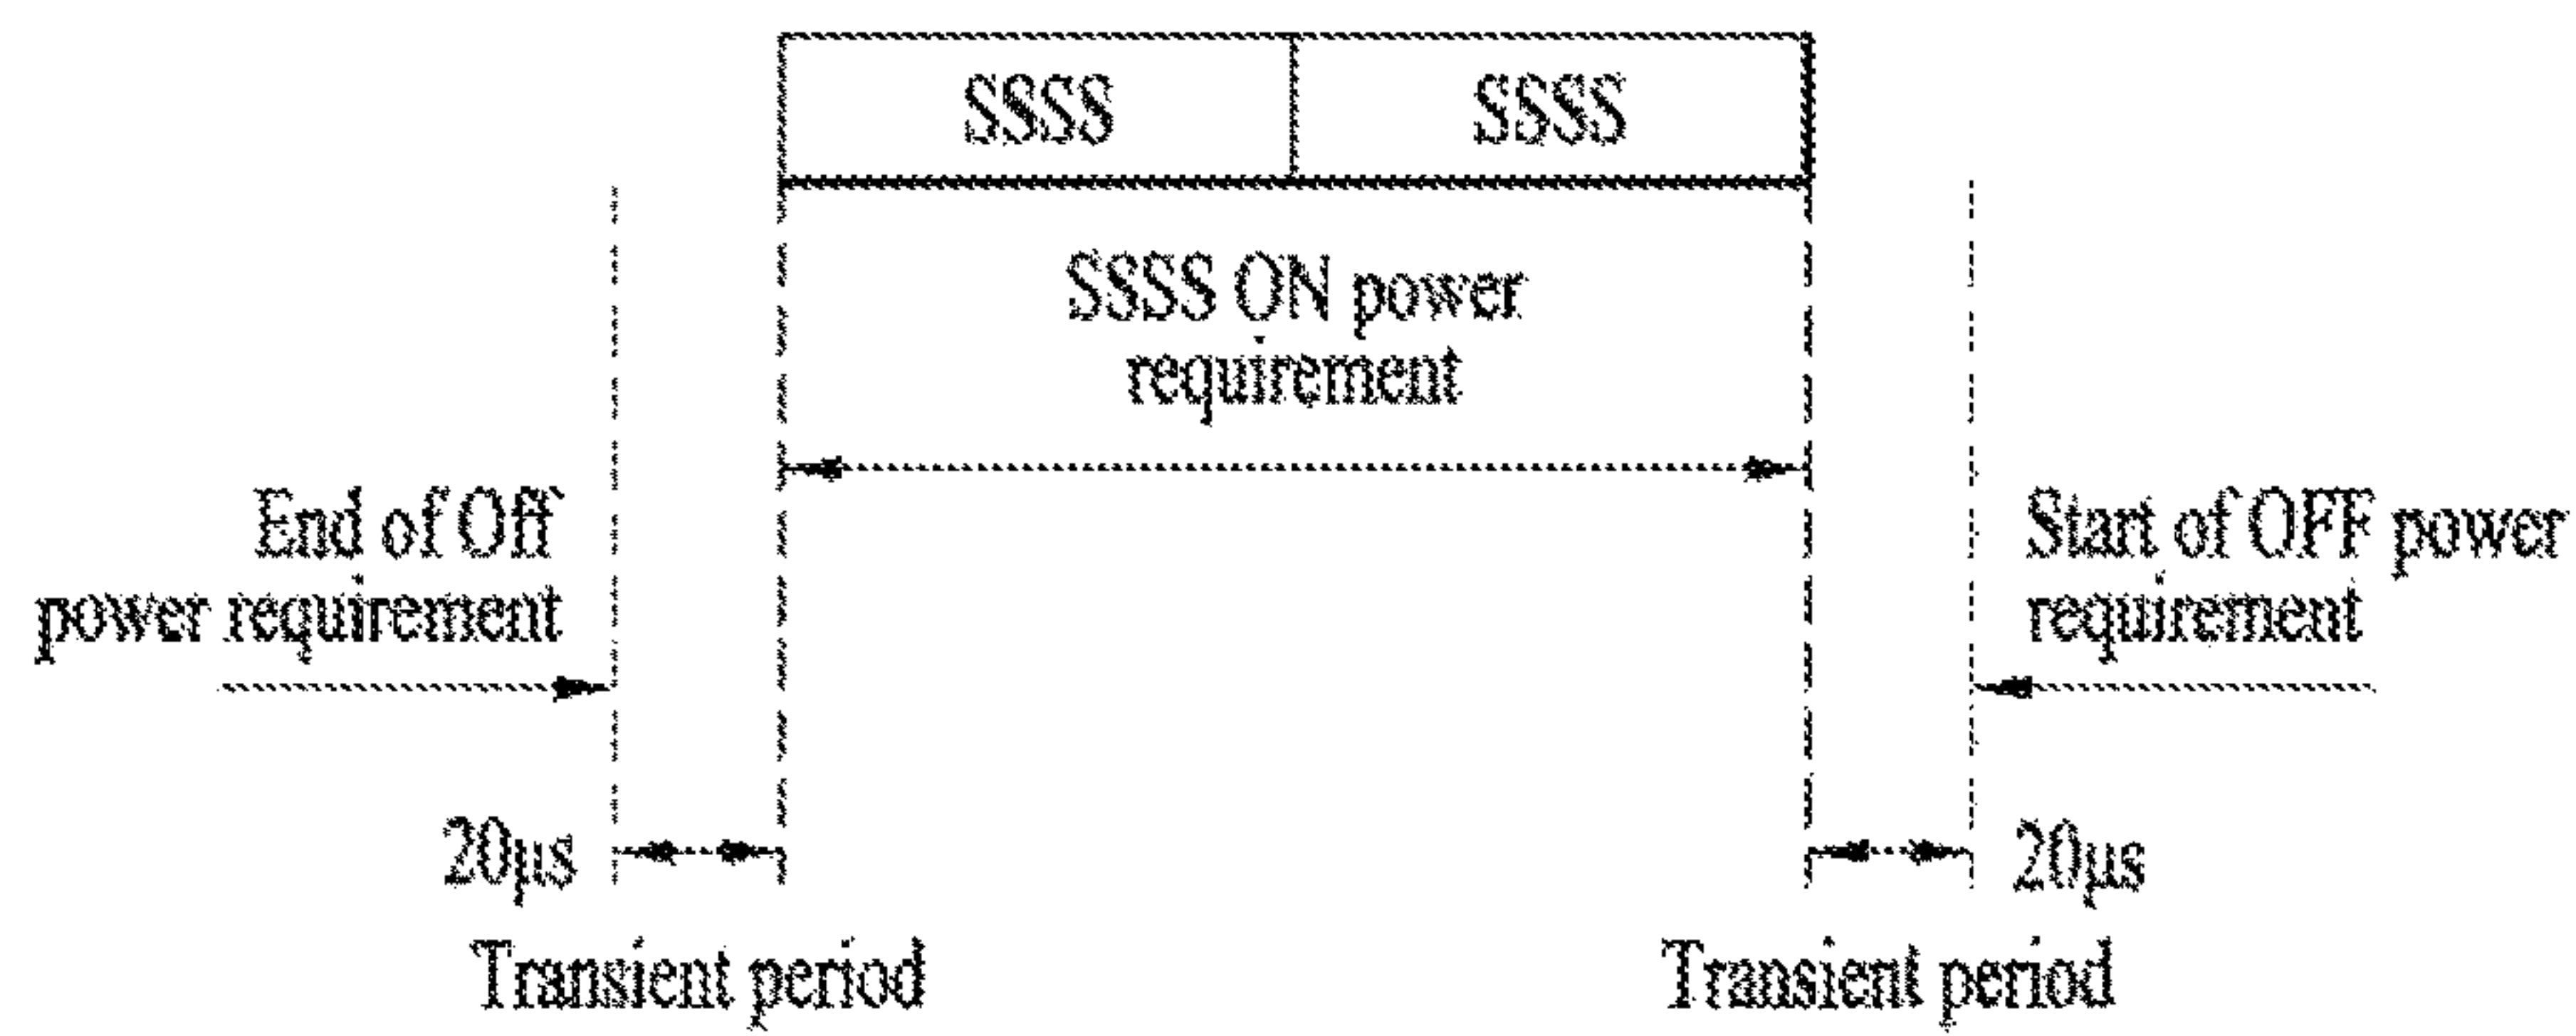 SSSS SSSS
SSSS ON power
requirement
End of Off
power requirement
Start of OFF power
requirement
20µs
20µs
Transient period
Transient period